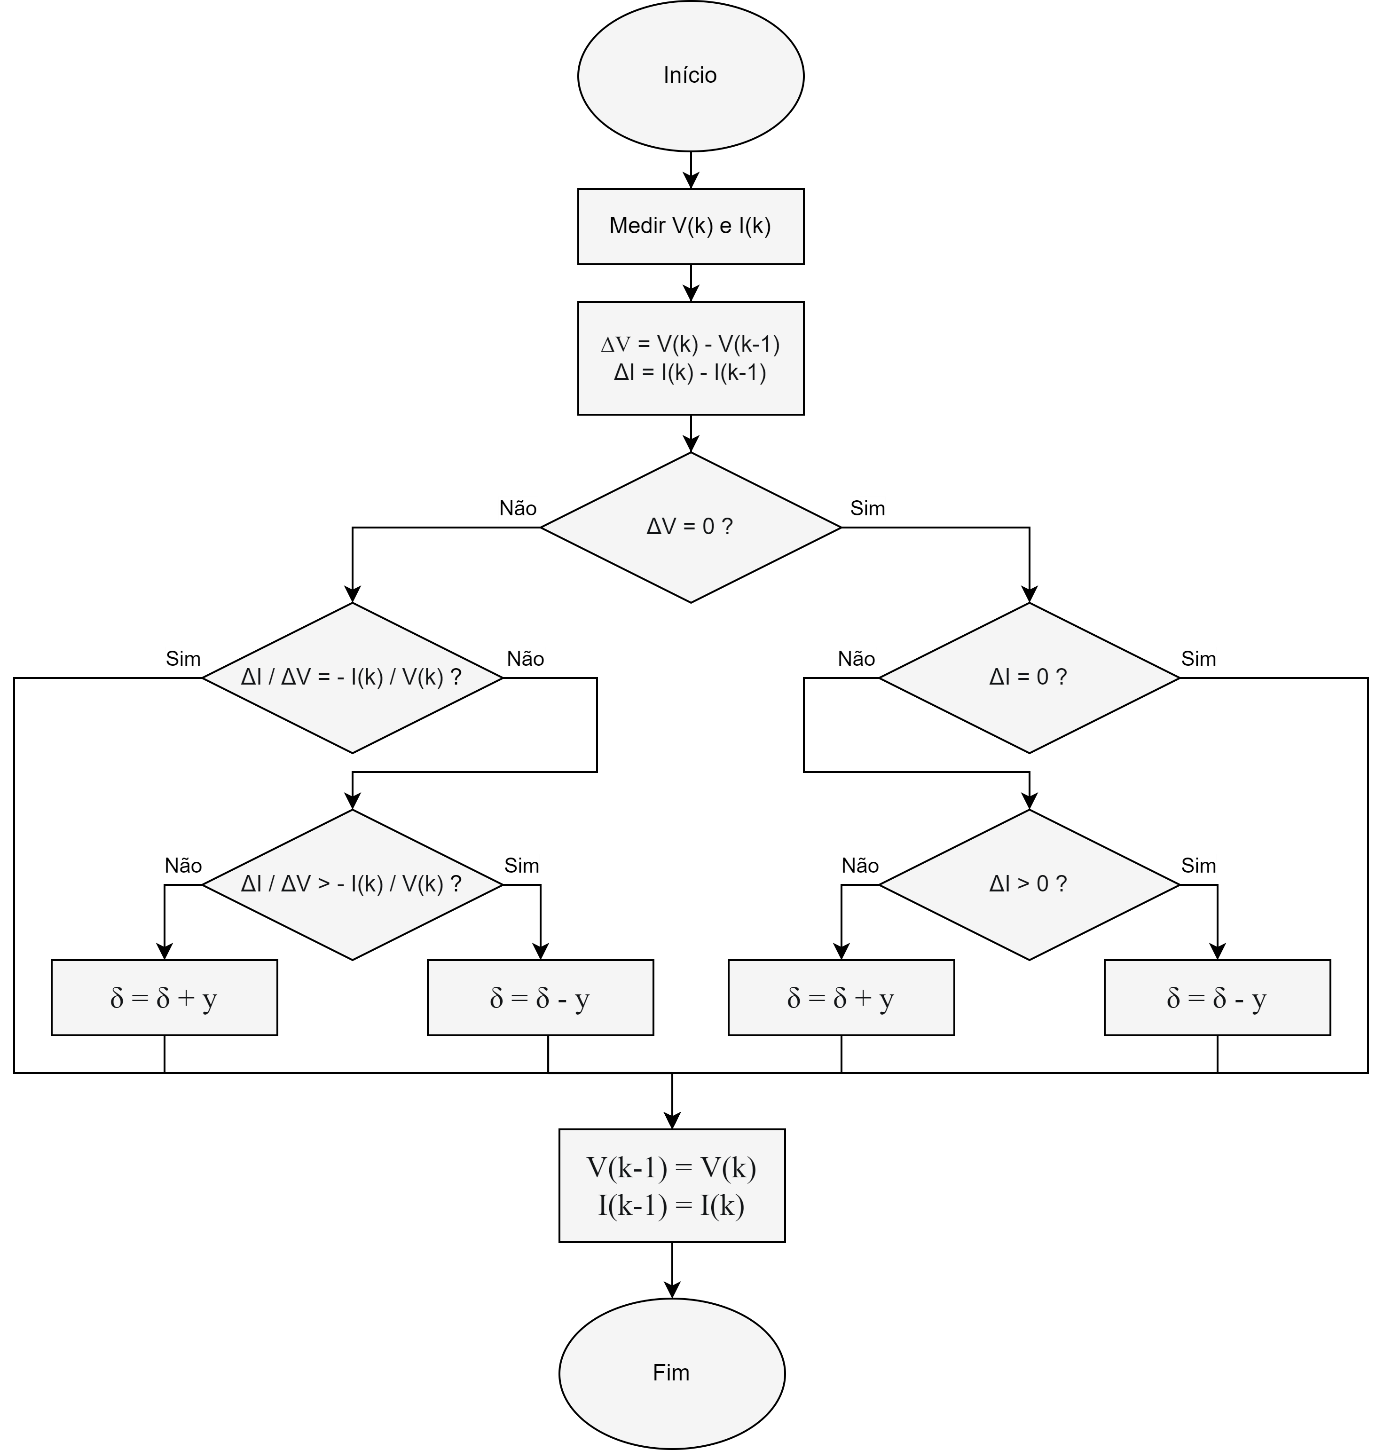 Início
Medir V(k) e I(k)
ΔV = V(k) - V(k-1)
ΔI = I(k) - I(k-1)
Não
Sim
ΔV = 0 ?
Sim
Não
Não
Sim
ΔI / ΔV = - I(k) / V(k) ?
ΔI = 0 ?
Não
Sim
Não
Sim
ΔI / ΔV > - I(k) / V(k) ?
ΔI > 0 ?
δ = δ + y
δ = δ - y
δ = δ + y
δ = δ - y
V(k-1) = V(k)
I(k-1) = I(k)
Fim